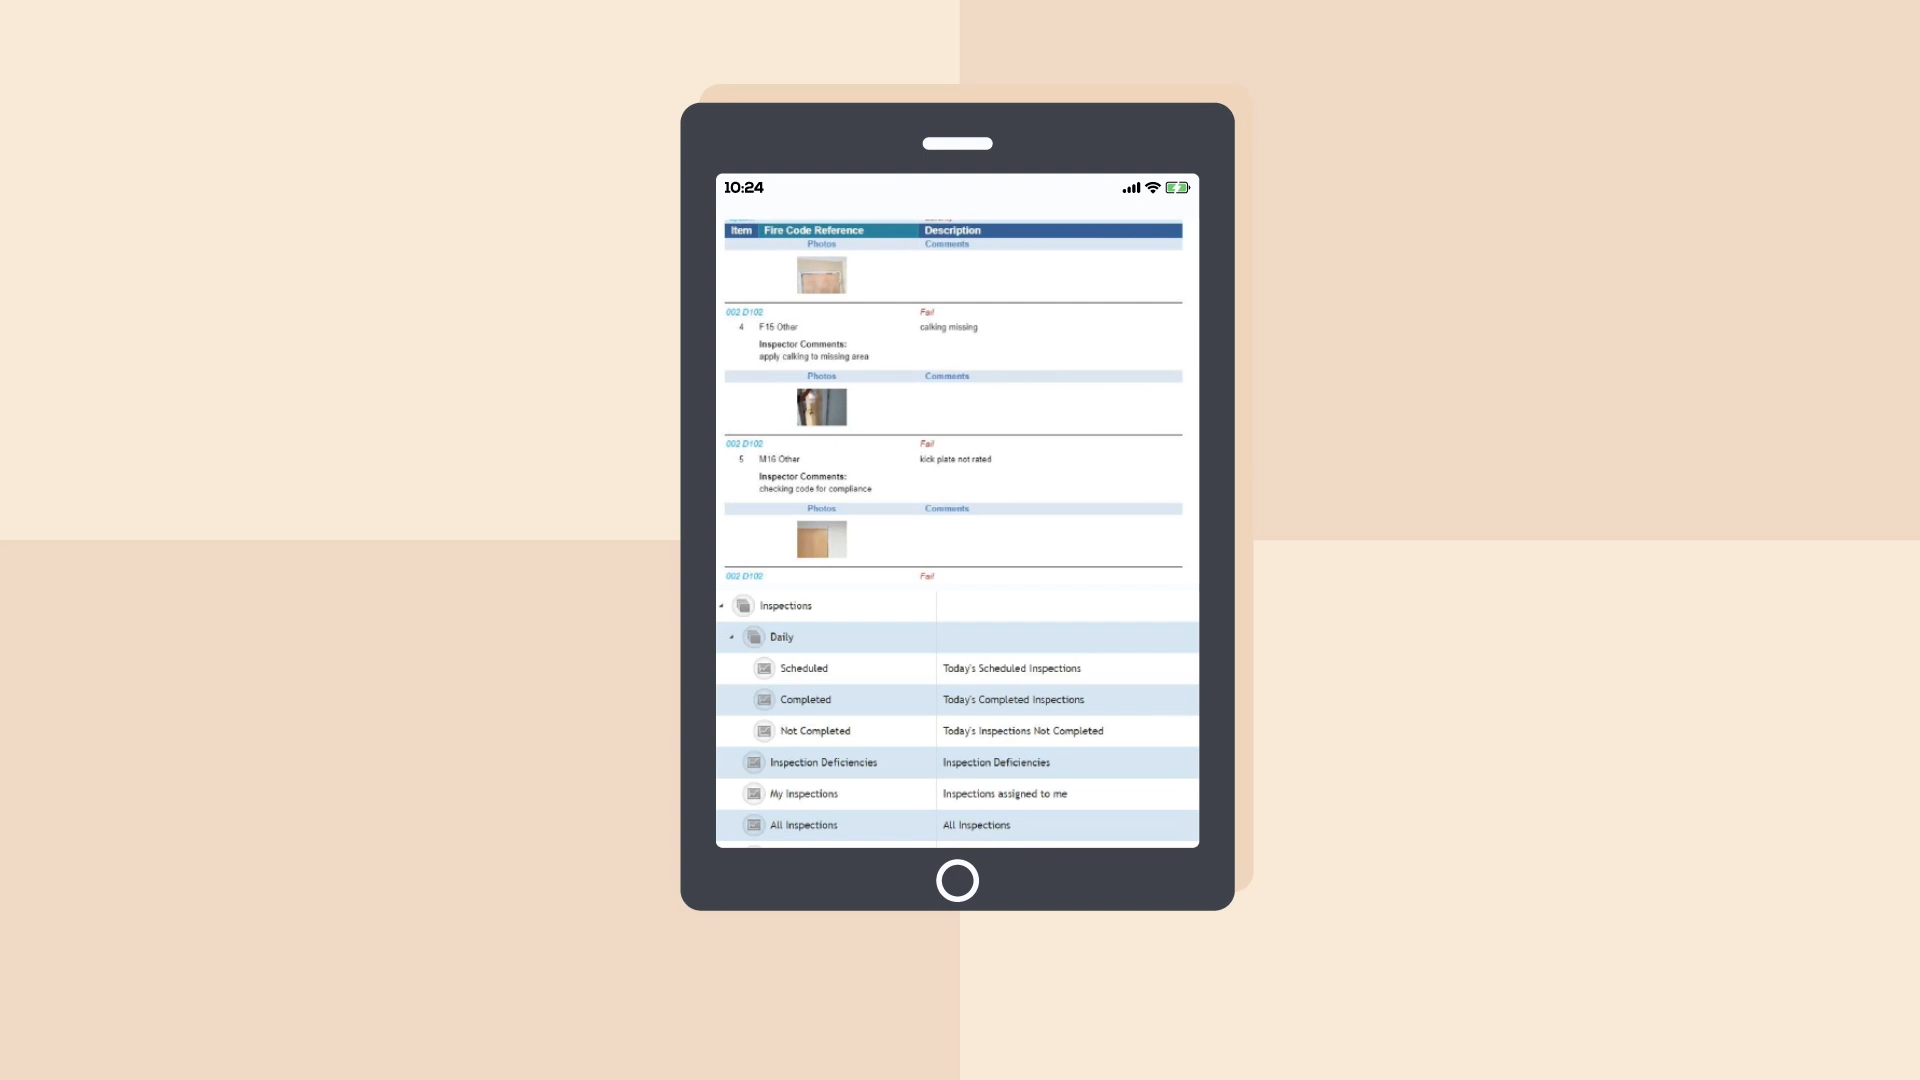 10:24
Item Fire Code Reference Description
Photos Comments
002 D102 Fail
4 F15 Other calking missing
Inspector Comments:
apply calking to missing area
Photos Comments
002 D102 Fail
5 M16 Other kick plate not rated
Inspector Comments:
checking code for compliance
Photos Comments
002 D102 Fail
Inspections
Daily
Scheduled Today's Scheduled Inspections
Completed Today's Completed Inspections
Not Completed Today's Inspections Not Completed
Inspection Deficiencies Inspection Deficiencies
My Inspections Inspections assigned to me
All Inspections All Inspections